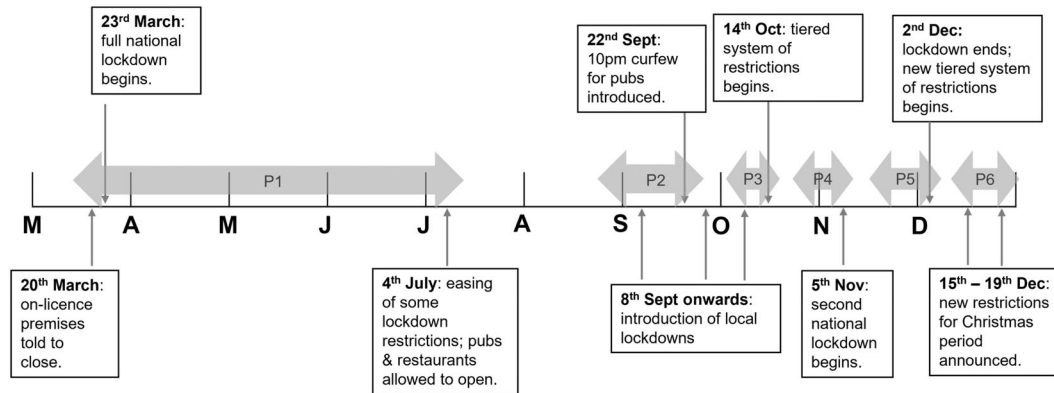 23rd March:
full national
lockdown
begins.
22nd Sept:
10pm curfew
for pubs
introduced.
14th Oct: tiered
system of
restrictions
begins.
2nd Dec:
lockdown ends;
new tiered system
of restrictions
begins.
P1
P2
P3
P4
P5
P6
M
A
M
J
J
A
S
O
N
D
20th March:
on-licence
premises
told to
close.
4th July: easing
of some
lockdown
restrictions; pubs
& restaurants
allowed to open.
8th Sept onwards:
introduction of local
lockdowns
5th Nov:
second
national
lockdown
begins.
15th – 19th Dec:
new restrictions
for Christmas
period
announced.